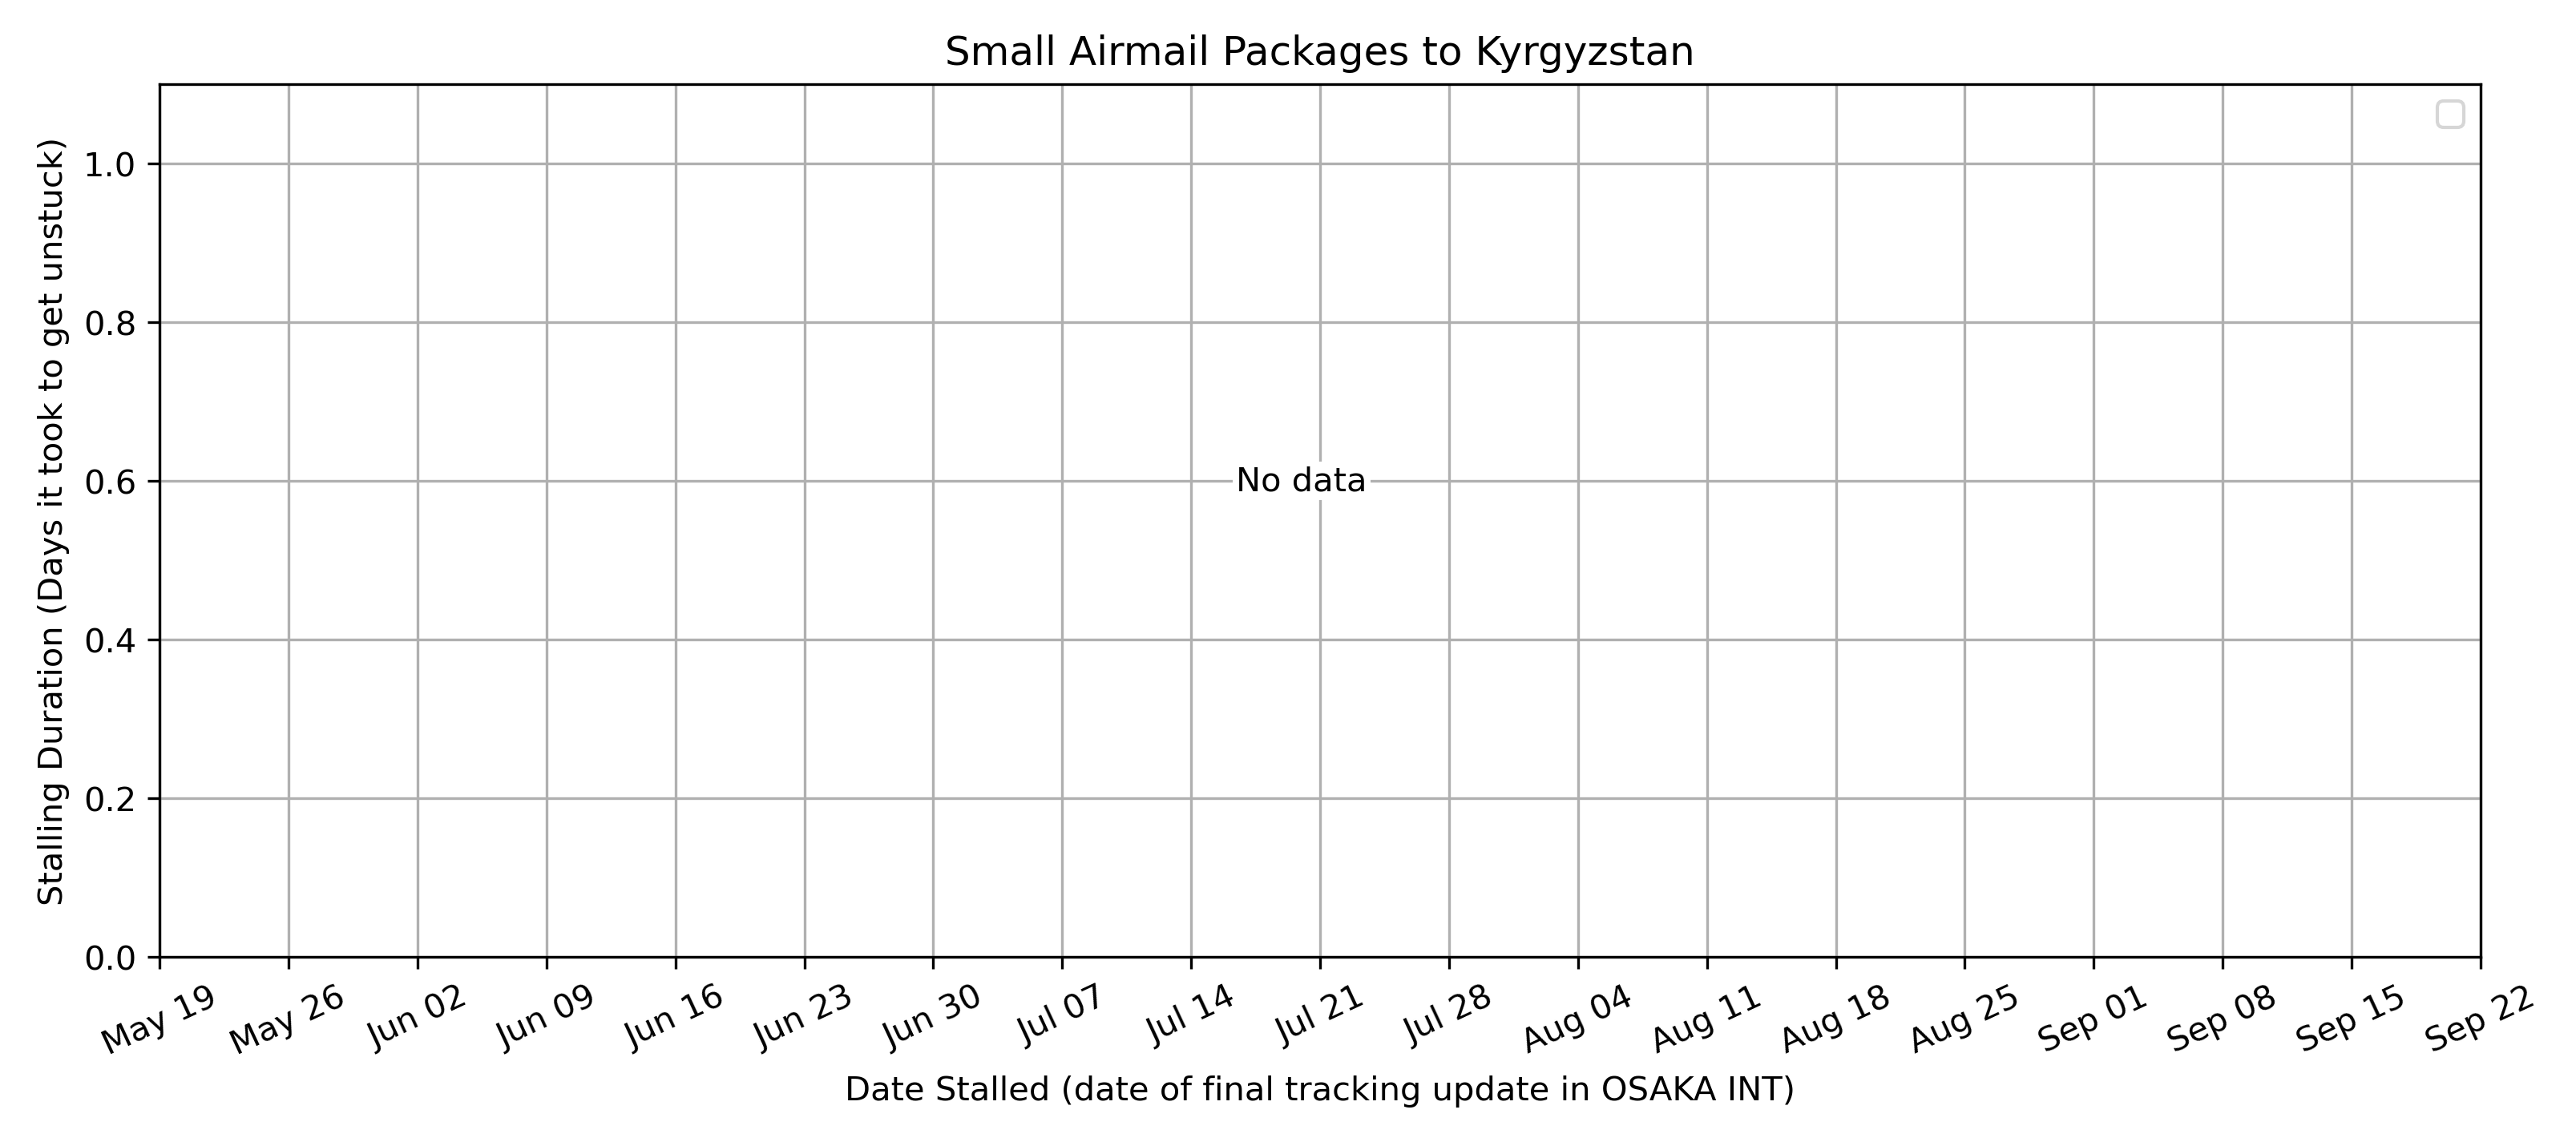 Small Airmail Packages to Kyrgyzstan
Stalling Duration (Days it took to get unstuck)
1.0
0.8
0.6
0.4
0.2
0.0
No data
May 19
May 26
Jun 02
Jun 09
Jun 16
Jun 23
Jun 30
Jul 07
Jul 14
Jul 21
Jul 28
Aug 04
Aug 11
Aug 18
Aug 25
Sep 01
Sep 08
Sep 15
Sep 22
Date Stalled (date of final tracking update in OSAKA INT)